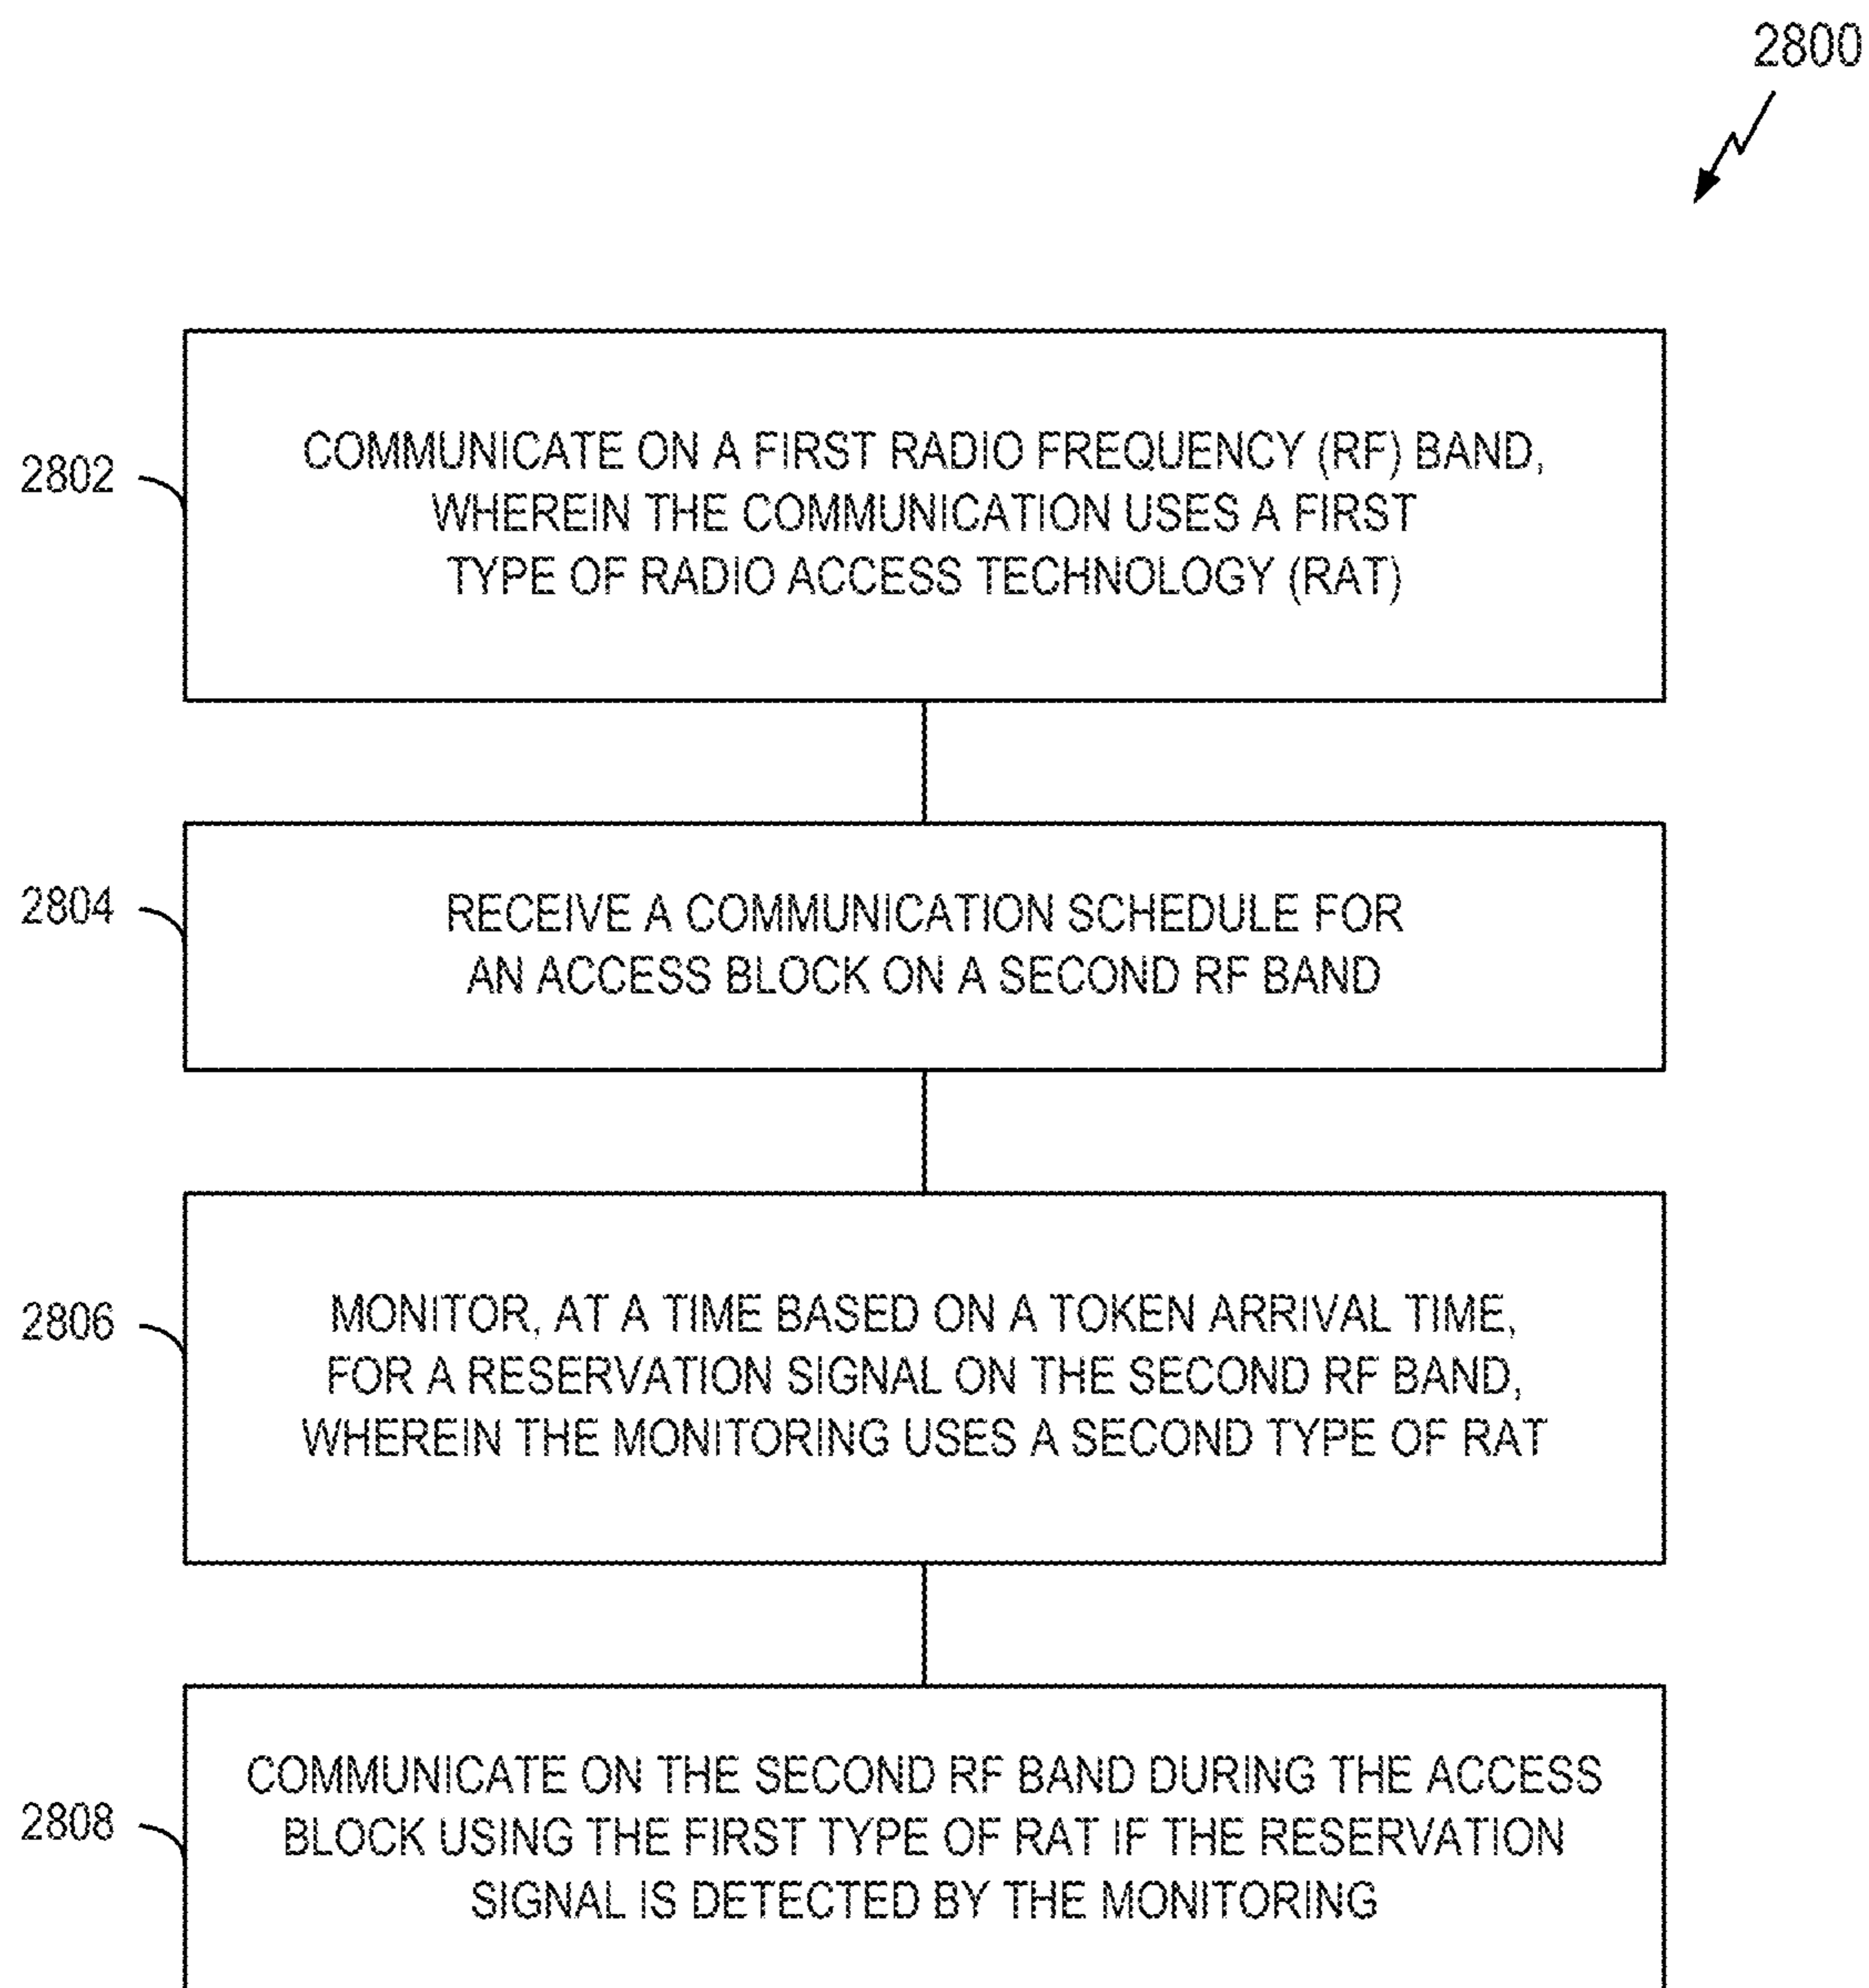 2800
2802
COMMUNICATE ON A FIRST RADIO FREQUENCY (RF) BAND,
WHEREIN THE COMMUNICATION USES A FIRST
TYPE OF RADIO ACCESS TECHNOLOGY (RAT)
2804
RECEIVE A COMMUNICATION SCHEDULE FOR
AN ACCESS BLOCK ON A SECOND RF BAND
2806
MONITOR, AT A TIME BASED ON A TOKEN ARRIVAL TIME,
FOR A RESERVATION SIGNAL ON THE SECOND RF BAND,
WHEREIN THE MONITORING USES A SECOND TYPE OF RAT
2808
COMMUNICATE ON THE SECOND RF BAND DURING THE ACCESS
BLOCK USING THE FIRST TYPE OF RAT IF THE RESERVATION
SIGNAL IS DETECTED BY THE MONITORING